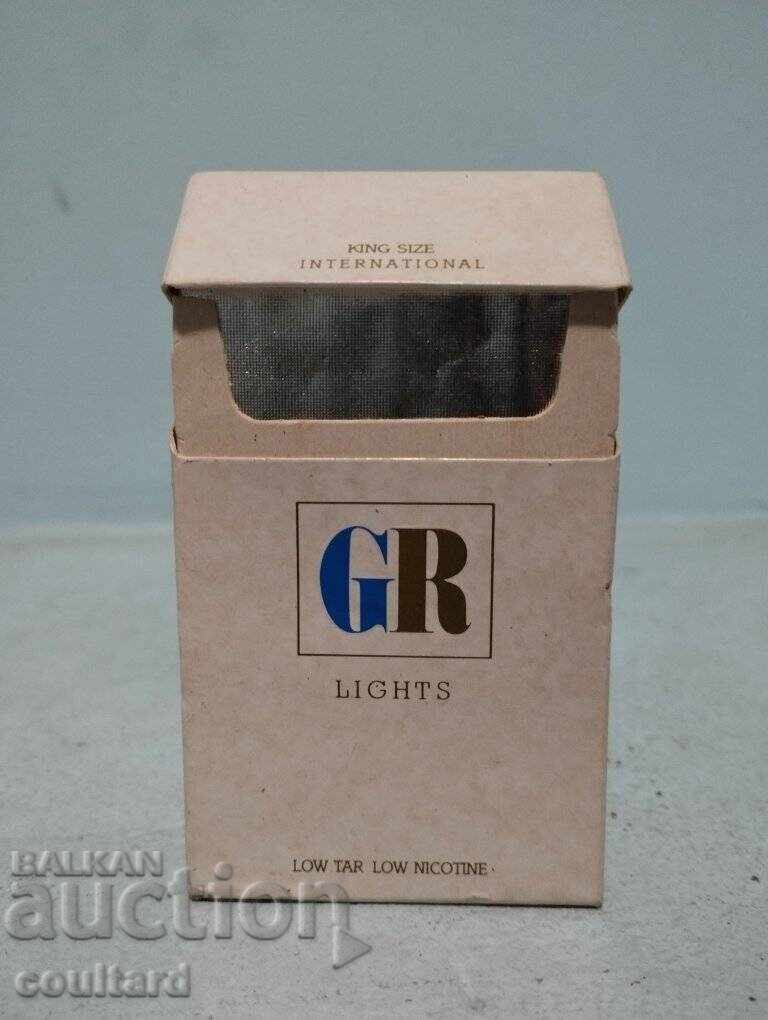 KING SIZE
INTERNATIONAL
GR
LIGHTS
LOW TAR LOW NICOTINE
BALKAN
auction
coultard